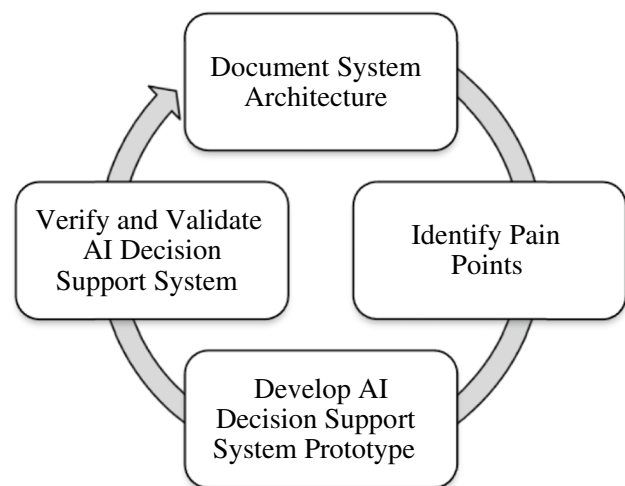 Document System
Architecture
Identify Pain
Points
Develop AI
Decision Support
System Prototype
Verify and Validate
AI Decision
Support System